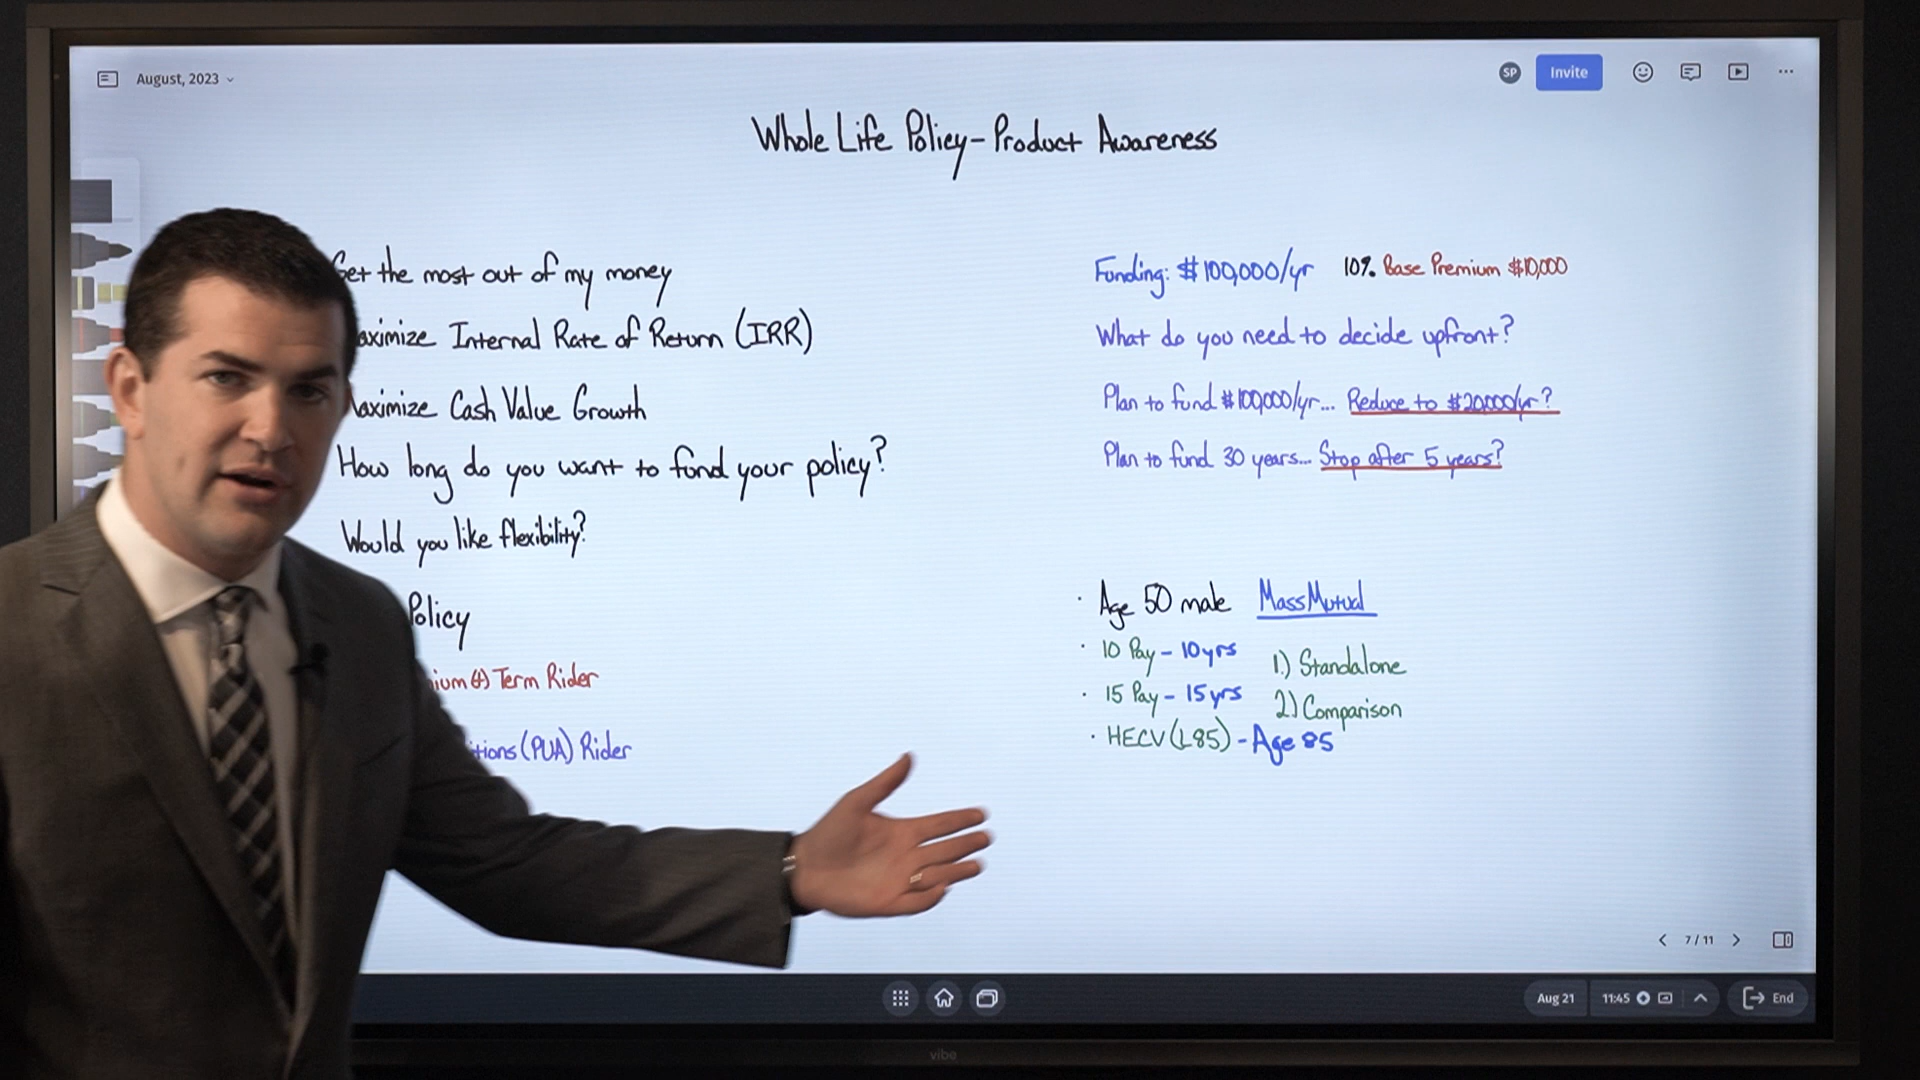 August, 2023
SP
Invite
Whole Life Policy - Product Awareness
Get the most out of my money
aximize Internal Rate of Return (IRR)
aximize Cash Value Growth
How long do you want to fund your policy?
Would you like flexibility?
Policy
ium (+) Term Rider
itions (PUA) Rider
Funding: $100,000/yr 10% Base Premium $10,000
What do you need to decide upfront?
Plan to fund $100,000/yr... Reduce to $20,000/yr?
Plan to fund 30 years... Stop after 5 years?
· Age 50 male MassMutual
· 10 Pay - 10yrs
· 15 Pay - 15yrs
· HECV (L85) - Age 85
1.) Standalone
2.) Comparison
7 / 11
Aug 21
11:45
End
vibe